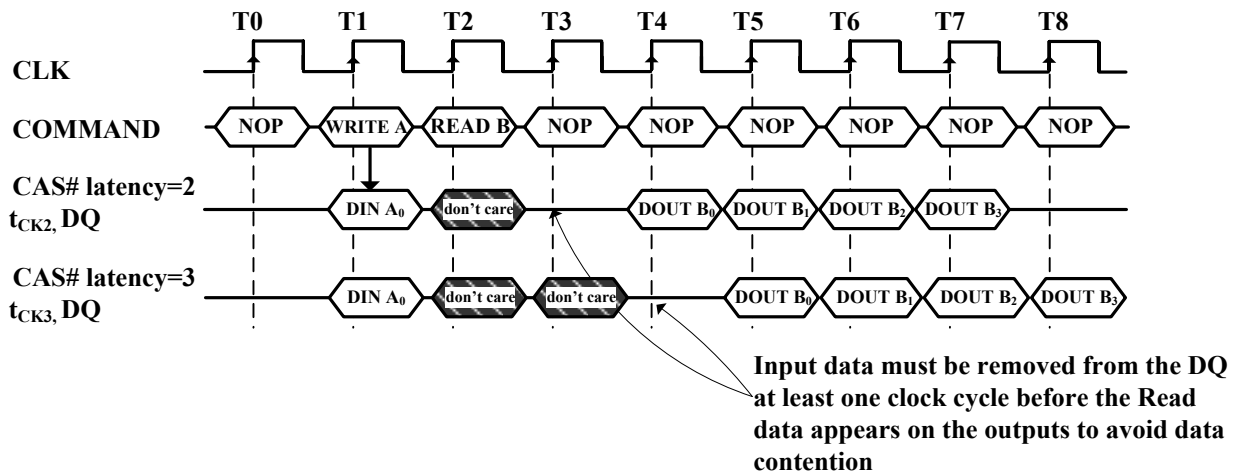 T0 T1 T2 T3 T4 T5 T6 T7 T8
CLK
COMMAND NOP WRITE A READ B NOP NOP NOP NOP NOP NOP
CAS# latency=2
tCK2, DQ DIN A0 don't care DOUT B0 DOUT B1 DOUT B2 DOUT B3
CAS# latency=3
tCK3, DQ DIN A0 don't care don't care DOUT B0 DOUT B1 DOUT B2 DOUT B3
Input data must be removed from the DQ
at least one clock cycle before the Read
data appears on the outputs to avoid data
contention